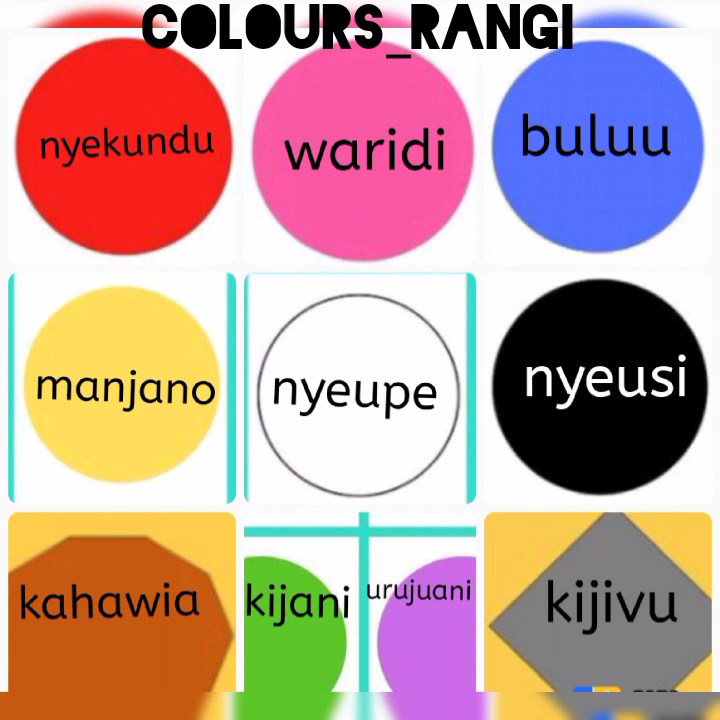 COLOURS_RANGI
nyekundu
waridi
buluu
manjano
nyeupe
nyeusi
kahawia
kijani
urujuani
kijivu